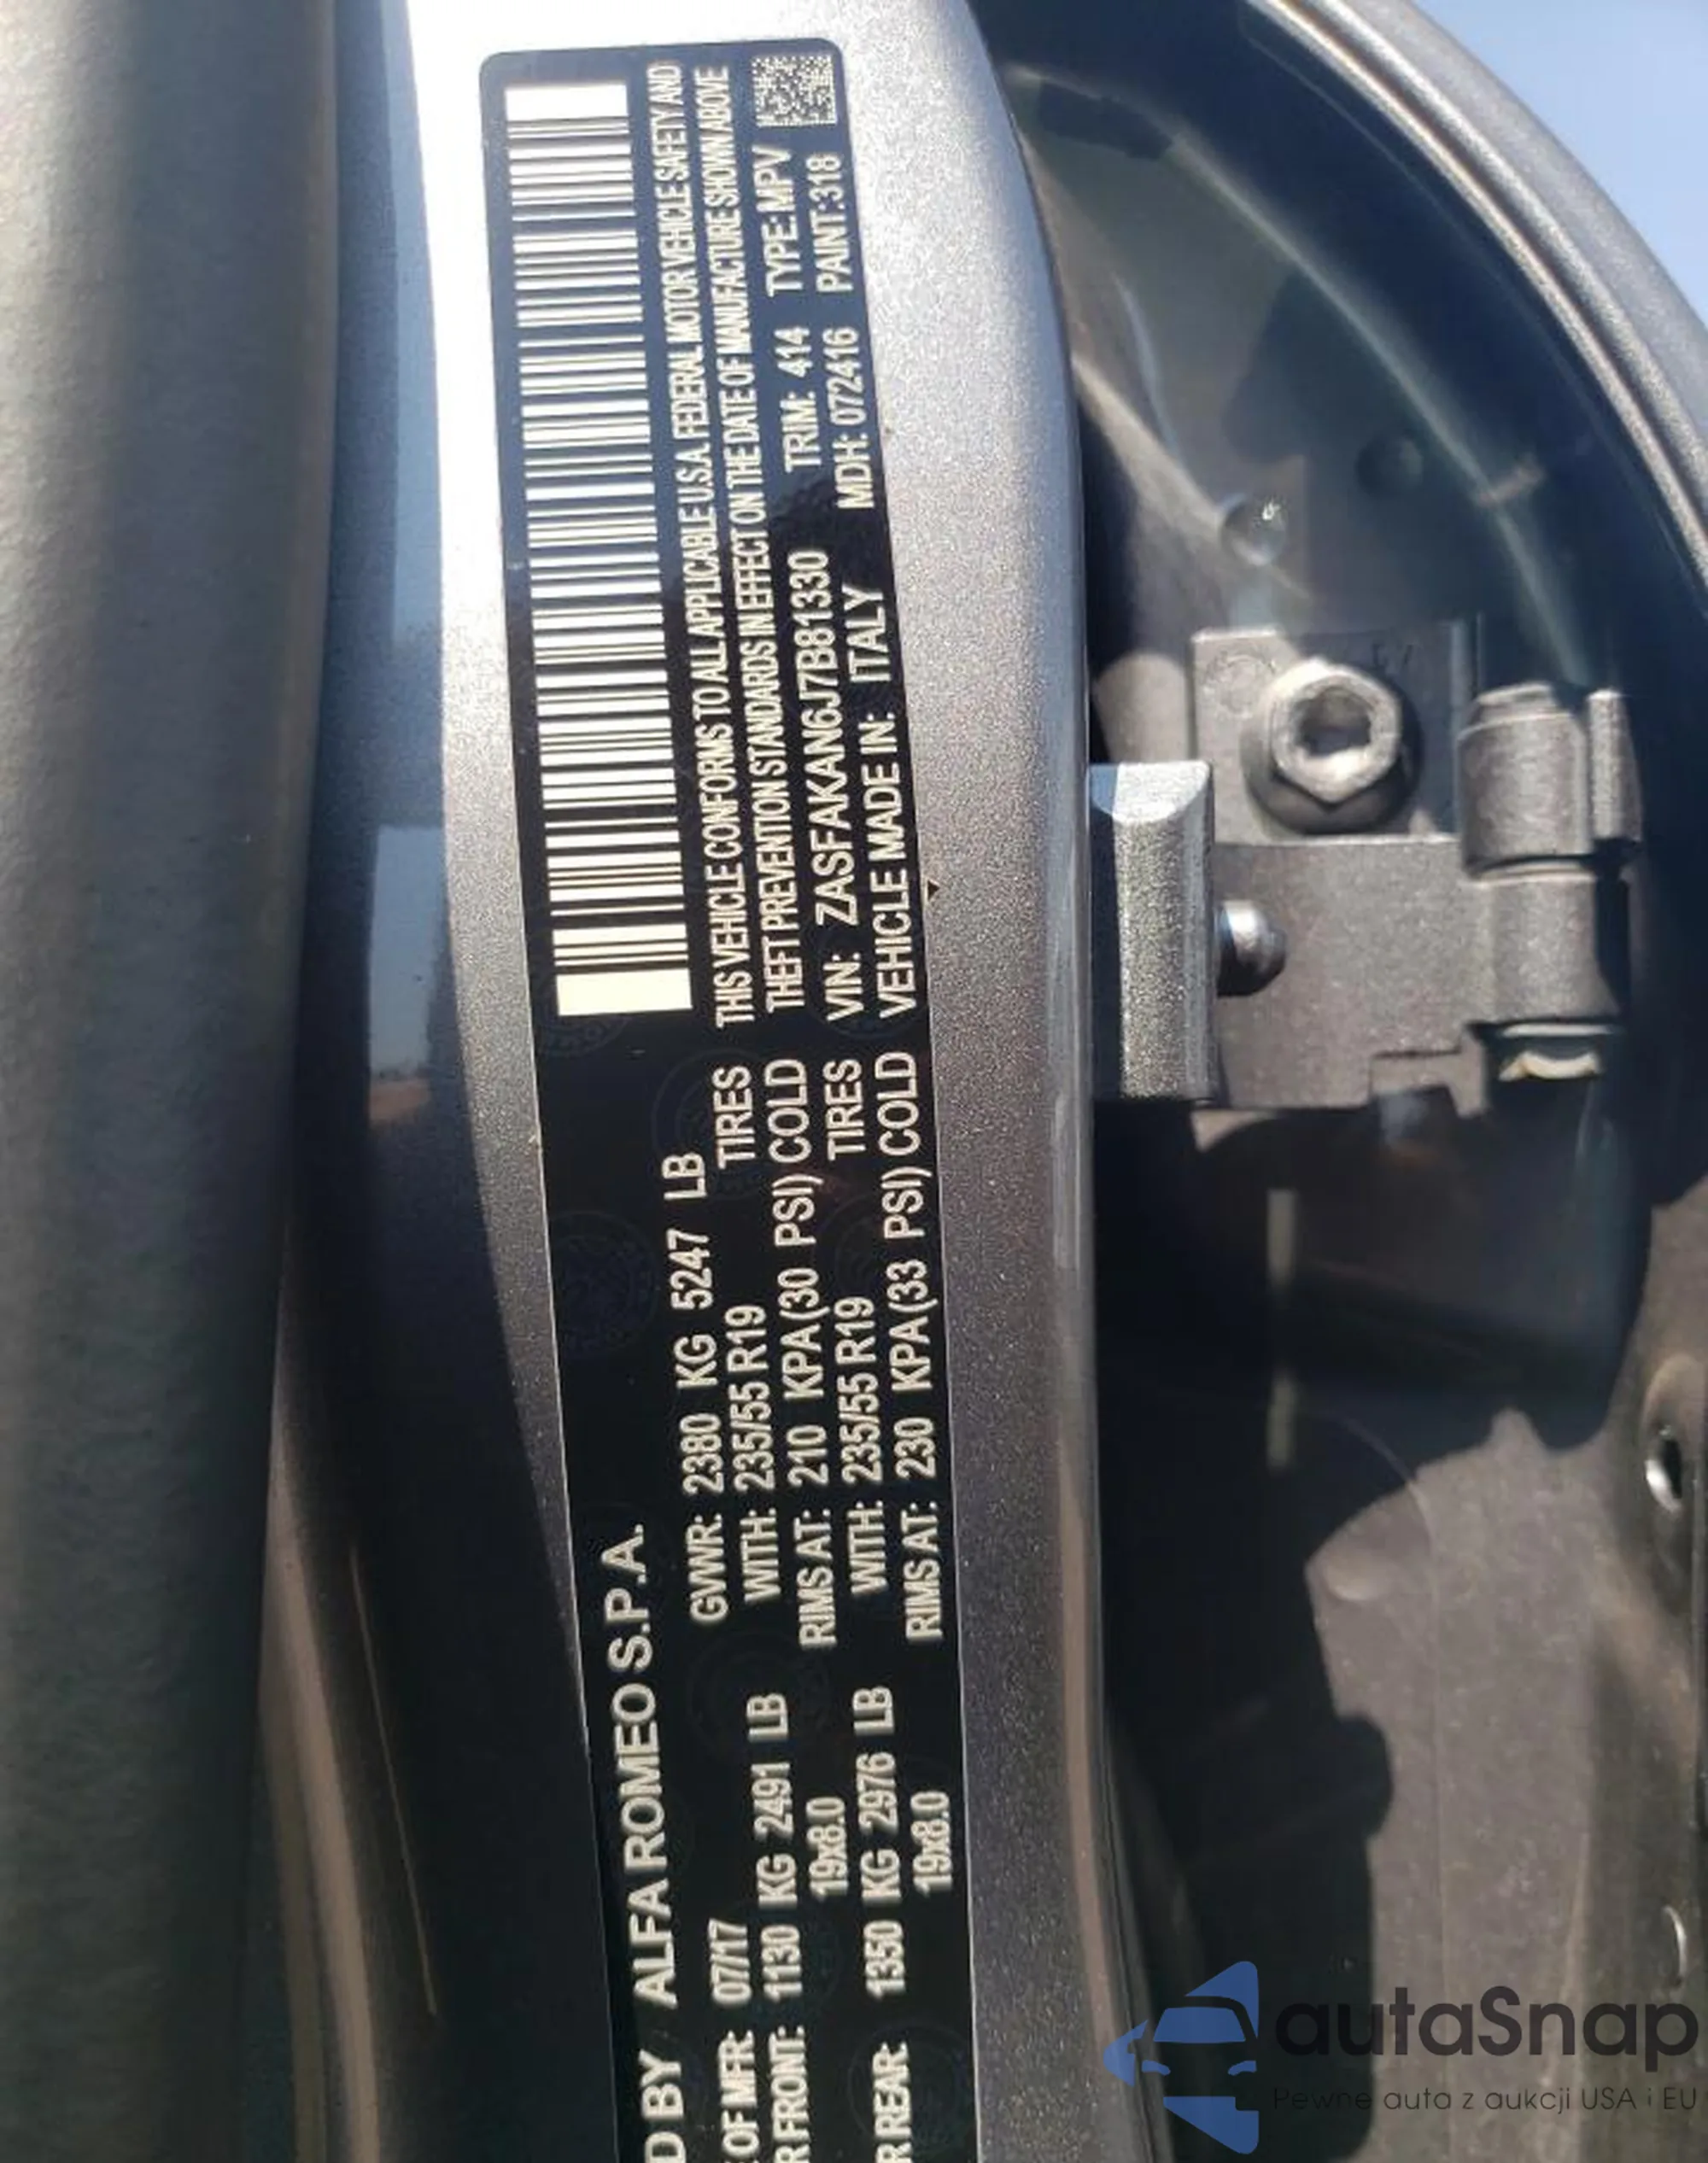 D BY ALFA ROMEO S.P.A.
OF MFR: 07/17 GVWR: 2380 KG 5247 LB
R FRONT: 1130 KG 2491 LB WITH: 235/55 R19 TIRES
19x8.0 RIMS AT: 210 KPA(30 PSI) COLD
R REAR: 1350 KG 2976 LB WITH: 235/55 R19 TIRES
19x8.0 RIMS AT: 230 KPA(33 PSI) COLD
THIS VEHICLE CONFORMS TO ALL APPLICABLE U.S.A. FEDERAL MOTOR VEHICLE SAFETY AND
THEFT PREVENTION STANDARDS IN EFFECT ON THE DATE OF MANUFACTURE SHOWN ABOVE
VIN: ZASFAKAN6J7B81330 TRIM: 414 TYPE:MPV
VEHICLE MADE IN: ITALY MDH: 072416 PAINT:318
autaSnap
Pewne auta z aukcji USA i EU